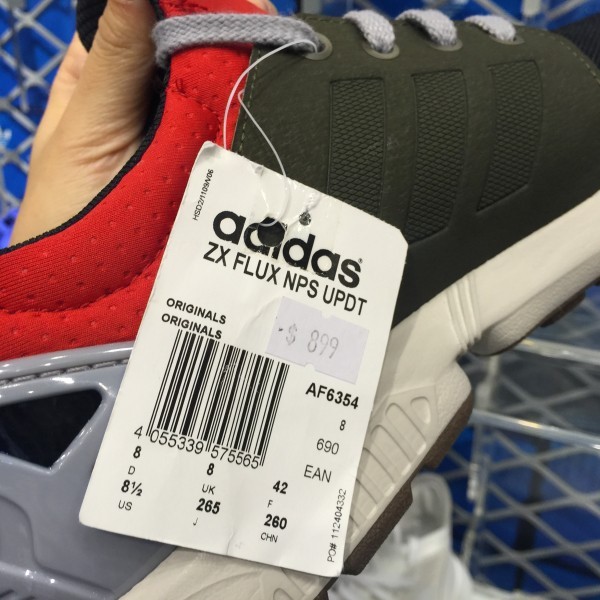 HSD2I1109N06
adidas
ZX FLUX NPS UPDT
ORIGINALS
ORIGINALS
-$ 899
AF6354
8
690
EAN
4 055339 575565
8 8 42
D UK F
8½ 265 260
US J CHN
PO# 112404332